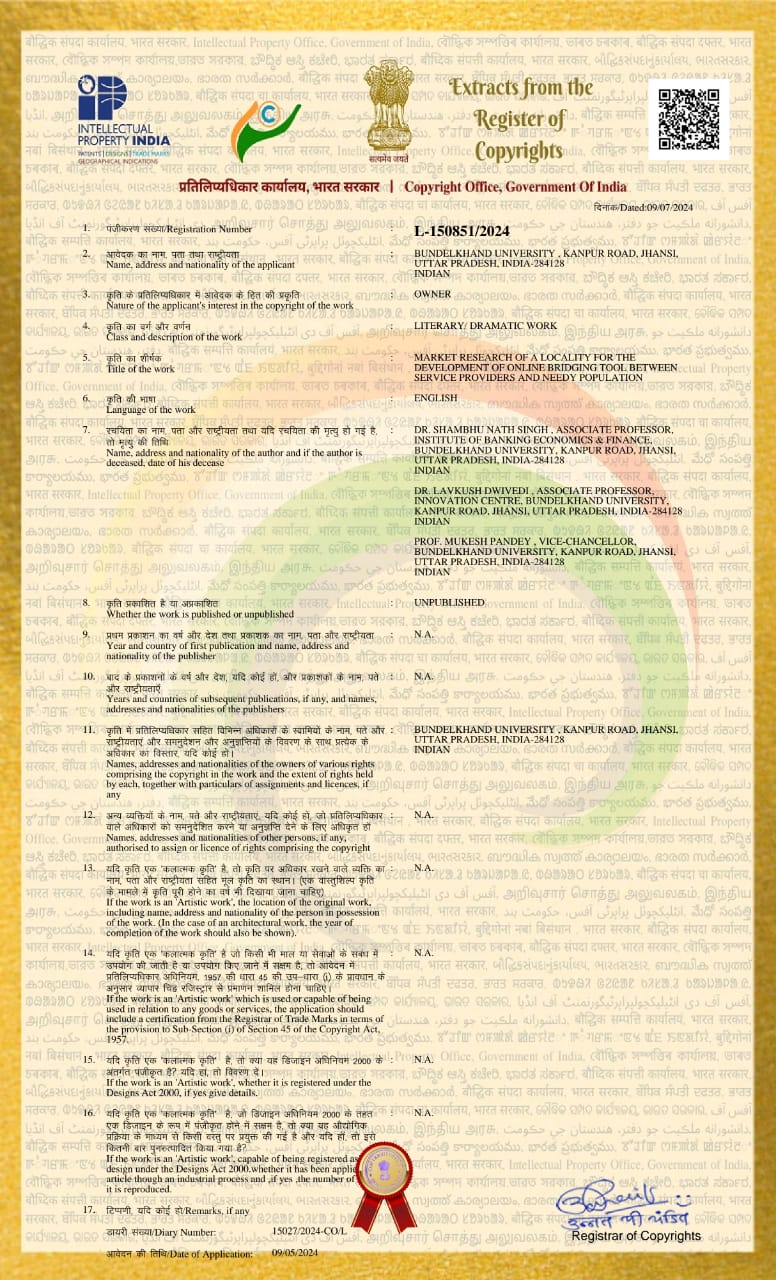 INTELLECTUAL
PROPERTY INDIA
PATENTS | DESIGNS | TRADE MARKS
GEOGRAPHICAL INDICATIONS
सत्यमेव जयते
Extracts from the
Register of
Copyrights
प्रतिलिप्यधिकार कार्यालय, भारत सरकार | Copyright Office, Government Of India
दिनांक/Dated:09/07/2024
1. पंजीकरण संख्या/Registration Number : L-150851/2024
2. आवेदक का नाम, पता तथा राष्ट्रीयता : BUNDELKHAND UNIVERSITY , KANPUR ROAD, JHANSI,
Name, address and nationality of the applicant UTTAR PRADESH, INDIA-284128
INDIAN
3. कृति के प्रतिलिप्यधिकार में आवेदक के हित की प्रकृति : OWNER
Nature of the applicant's interest in the copyright of the work
4. कृति का वर्ग और वर्णन : LITERARY/ DRAMATIC WORK
Class and description of the work
5. कृति का शीर्षक : MARKET RESEARCH OF A LOCALITY FOR THE
Title of the work DEVELOPMENT OF ONLINE BRIDGING TOOL BETWEEN
SERVICE PROVIDERS AND NEEDY POPULATION
6. कृति की भाषा : ENGLISH
Language of the work
7. रचयिता का नाम, पता और राष्ट्रीयता तथा यदि रचयिता की मृत्यु हो गई है, : DR. SHAMBHU NATH SINGH , ASSOCIATE PROFESSOR,
तो मृत्यु की तिथि INSTITUTE OF BANKING ECONOMICS & FINANCE,
Name, address and nationality of the author and if the author is BUNDELKHAND UNIVERSITY, KANPUR ROAD, JHANSI,
deceased, date of his decease UTTAR PRADESH, INDIA-284128
INDIAN
DR. LAVKUSH DWIVEDI , ASSOCIATE PROFESSOR,
INNOVATION CENTRE, BUNDELKHAND UNIVERSITY,
KANPUR ROAD, JHANSI, UTTAR PRADESH, INDIA-284128
INDIAN
PROF. MUKESH PANDEY , VICE-CHANCELLOR,
BUNDELKHAND UNIVERSITY, KANPUR ROAD, JHANSI,
UTTAR PRADESH, INDIA-284128
INDIAN
8. कृति प्रकाशित है या अप्रकाशित : UNPUBLISHED
Whether the work is published or unpublished
9. प्रथम प्रकाशन का वर्ष और देश तथा प्रकाशक का नाम, पता और राष्ट्रीयता : N.A.
Year and country of first publication and name, address and
nationality of the publisher
10. बाद के प्रकाशनों के वर्ष और देश, यदि कोई हों, और प्रकाशकों के नाम, पते : N.A.
और राष्ट्रीयताएँ
Years and countries of subsequent publications, if any, and names,
addresses and nationalities of the publishers
11. कृति में प्रतिलिप्यधिकार सहित विभिन्न अधिकारों के स्वामियों के नाम, पते और : BUNDELKHAND UNIVERSITY , KANPUR ROAD, JHANSI,
राष्ट्रीयताएं और समनुदेशन और अनुज्ञप्तियों के विवरण के साथ प्रत्येक के UTTAR PRADESH, INDIA-284128
अधिकार का विस्तार, यदि कोई हो। INDIAN
Names, addresses and nationalities of the owners of various rights
comprising the copyright in the work and the extent of rights held
by each, together with particulars of assignments and licences, if
any
12. अन्य व्यक्तियों के नाम, पते और राष्ट्रीयताएं, यदि कोई हों, जो प्रतिलिप्यधिकार : N.A.
वाले अधिकारों को समनुदेशित करने या अनुज्ञप्ति देने के लिए अधिकृत हों
Names, addresses and nationalities of other persons, if any,
authorised to assign or licence of rights comprising the copyright
13. यदि कृति एक 'कलात्मक कृति' है, तो कृति पर अधिकार रखने वाले व्यक्ति का : N.A.
नाम, पता और राष्ट्रीयता सहित मूल कृति का स्थान। (एक वास्तुशिल्प कृति
के मामले में कृति पूरी होने का वर्ष भी दिखाया जाना चाहिए)
If the work is an 'Artistic work', the location of the original work,
including name, address and nationality of the person in possession
of the work. (In the case of an architectural work, the year of
completion of the work should also be shown).
14. यदि कृति एक 'कलात्मक कृति' है जो किसी भी माल या सेवाओं के संबंध में : N.A.
उपयोग की जाती है या उपयोग किए जाने में सक्षम है, तो आवेदन में
प्रतिलिप्यधिकार अधिनियम, 1957 की धारा 45 की उप-धारा (i) के प्रावधान के
अनुसार व्यापार चिह्न रजिस्ट्रार से प्रमाणन शामिल होना चाहिए।
If the work is an 'Artistic work' which is used or capable of being
used in relation to any goods or services, the application should
include a certification from the Registrar of Trade Marks in terms of
the provision to Sub-Section (i) of Section 45 of the Copyright Act,
1957.
15. यदि कृति एक 'कलात्मक कृति' है, तो क्या यह डिजाइन अधिनियम 2000 के : N.A.
अंतर्गत पंजीकृत है? यदि हां, तो विवरण दें।
If the work is an 'Artistic work', whether it is registered under the
Designs Act 2000, if yes give details.
16. यदि कृति एक 'कलात्मक कृति' है, जो डिजाइन अधिनियम 2000 के तहत : N.A.
एक डिजाइन के रूप में पंजीकृत होने में सक्षम है, तो क्या यह औद्योगिक
प्रक्रिया के माध्यम से किसी वस्तु पर प्रयुक्त की गई है और यदि हाँ, तो इसे
कितनी बार पुनरुत्पादित किया गया है?
If the work is an 'Artistic work', capable of being registered as
design under the Designs Act 2000.whether it has been applie
article though an industrial process and ,if yes ,the number of
it is reproduced.
17. टिप्पणी, यदि कोई हो/Remarks, if any
डायरी संख्या/Diary Number: 15027/2024-CO/L
आवेदन की तिथि/Date of Application: 09/05/2024
उन्नत पी पंडित
Registrar of Copyrights